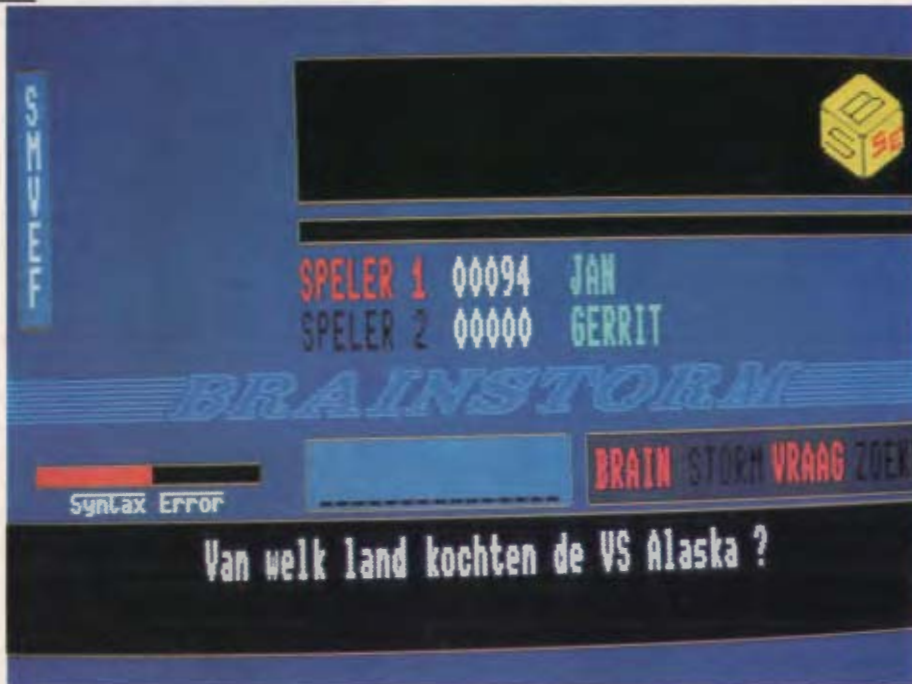 S
M
V
E
F
B
S
SE
SPELER 1 00094 JAN
SPELER 2 00000 GERRIT
BRAINSTORM
Syntax Error
BRAIN STORM VRAAG ZOEK
Van welk land kochten de VS Alaska ?